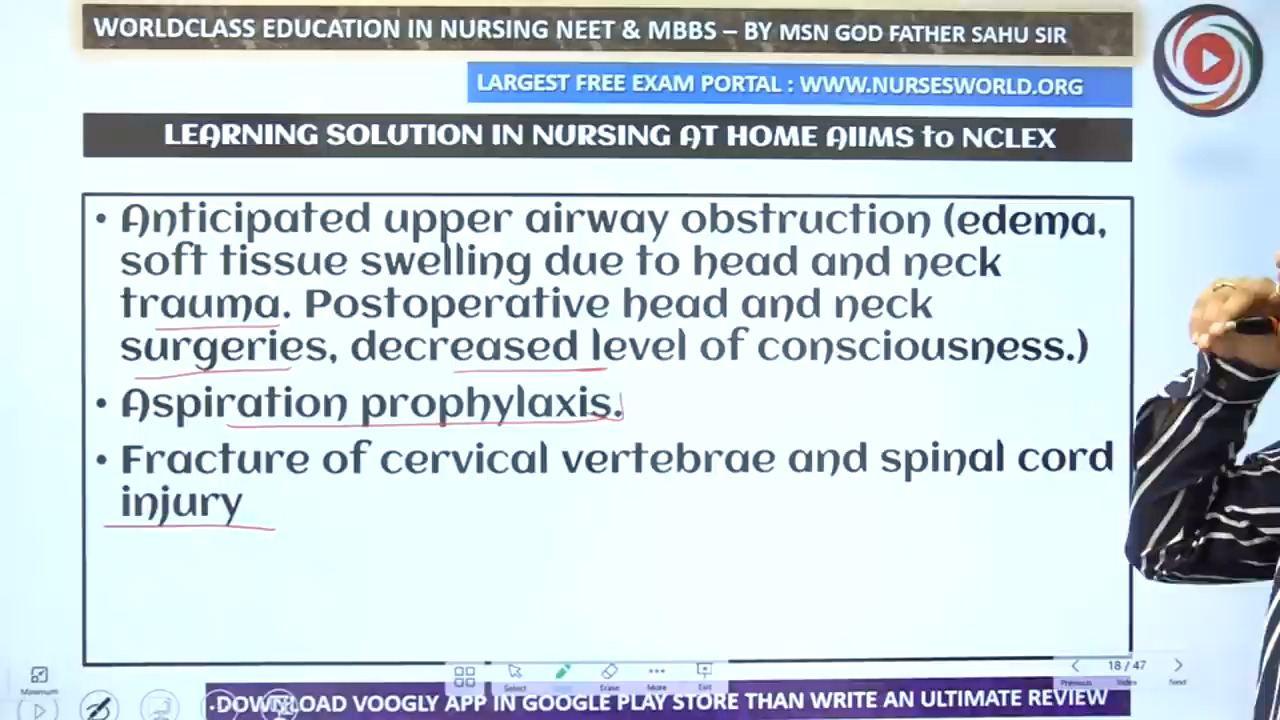 WORLDCLASS EDUCATION IN NURSING NEET & MBBS – BY MSN GOD FATHER SAHU SIR
LARGEST FREE EXAM PORTAL : WWW.NURSESWORLD.ORG
LEARNING SOLUTION IN NURSING AT HOME AIIMS to NCLEX
• Anticipated upper airway obstruction (edema,
soft tissue swelling due to head and neck
trauma. Postoperative head and neck
surgeries, decreased level of consciousness.)
• Aspiration prophylaxis.
• Fracture of cervical vertebrae and spinal cord
injury
Select
Erase
More
Exit
18 / 47
Previous
Next
.DOWNLOAD VOOGLY APP IN GOOGLE PLAY STORE THAN WRITE AN ULTIMATE REVIEW